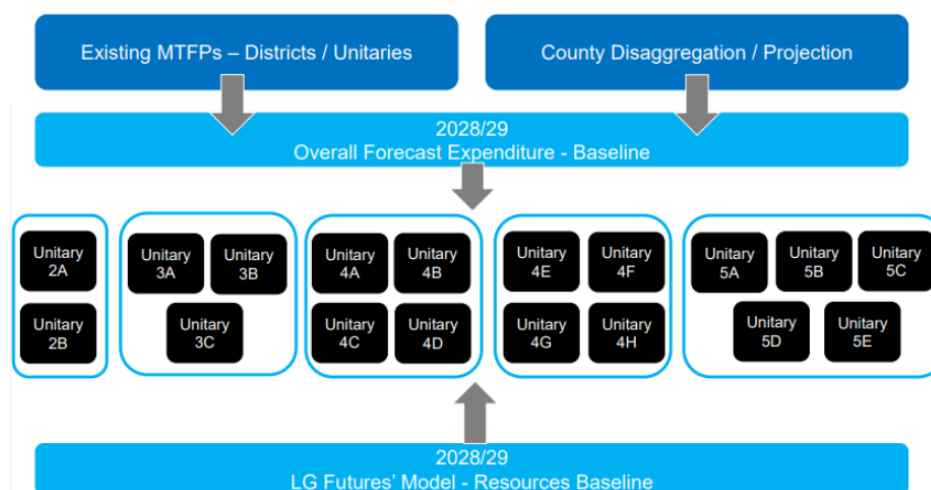 Existing MTFPs – Districts / Unitaries
County Disaggregation / Projection
2028/29
Overall Forecast Expenditure - Baseline
Unitary
2A
Unitary
2B
Unitary
3A
Unitary
3B
Unitary
3C
Unitary
4A
Unitary
4B
Unitary
4C
Unitary
4D
Unitary
4E
Unitary
4F
Unitary
4G
Unitary
4H
Unitary
5A
Unitary
5B
Unitary
5C
Unitary
5D
Unitary
5E
2028/29
LG Futures' Model - Resources Baseline